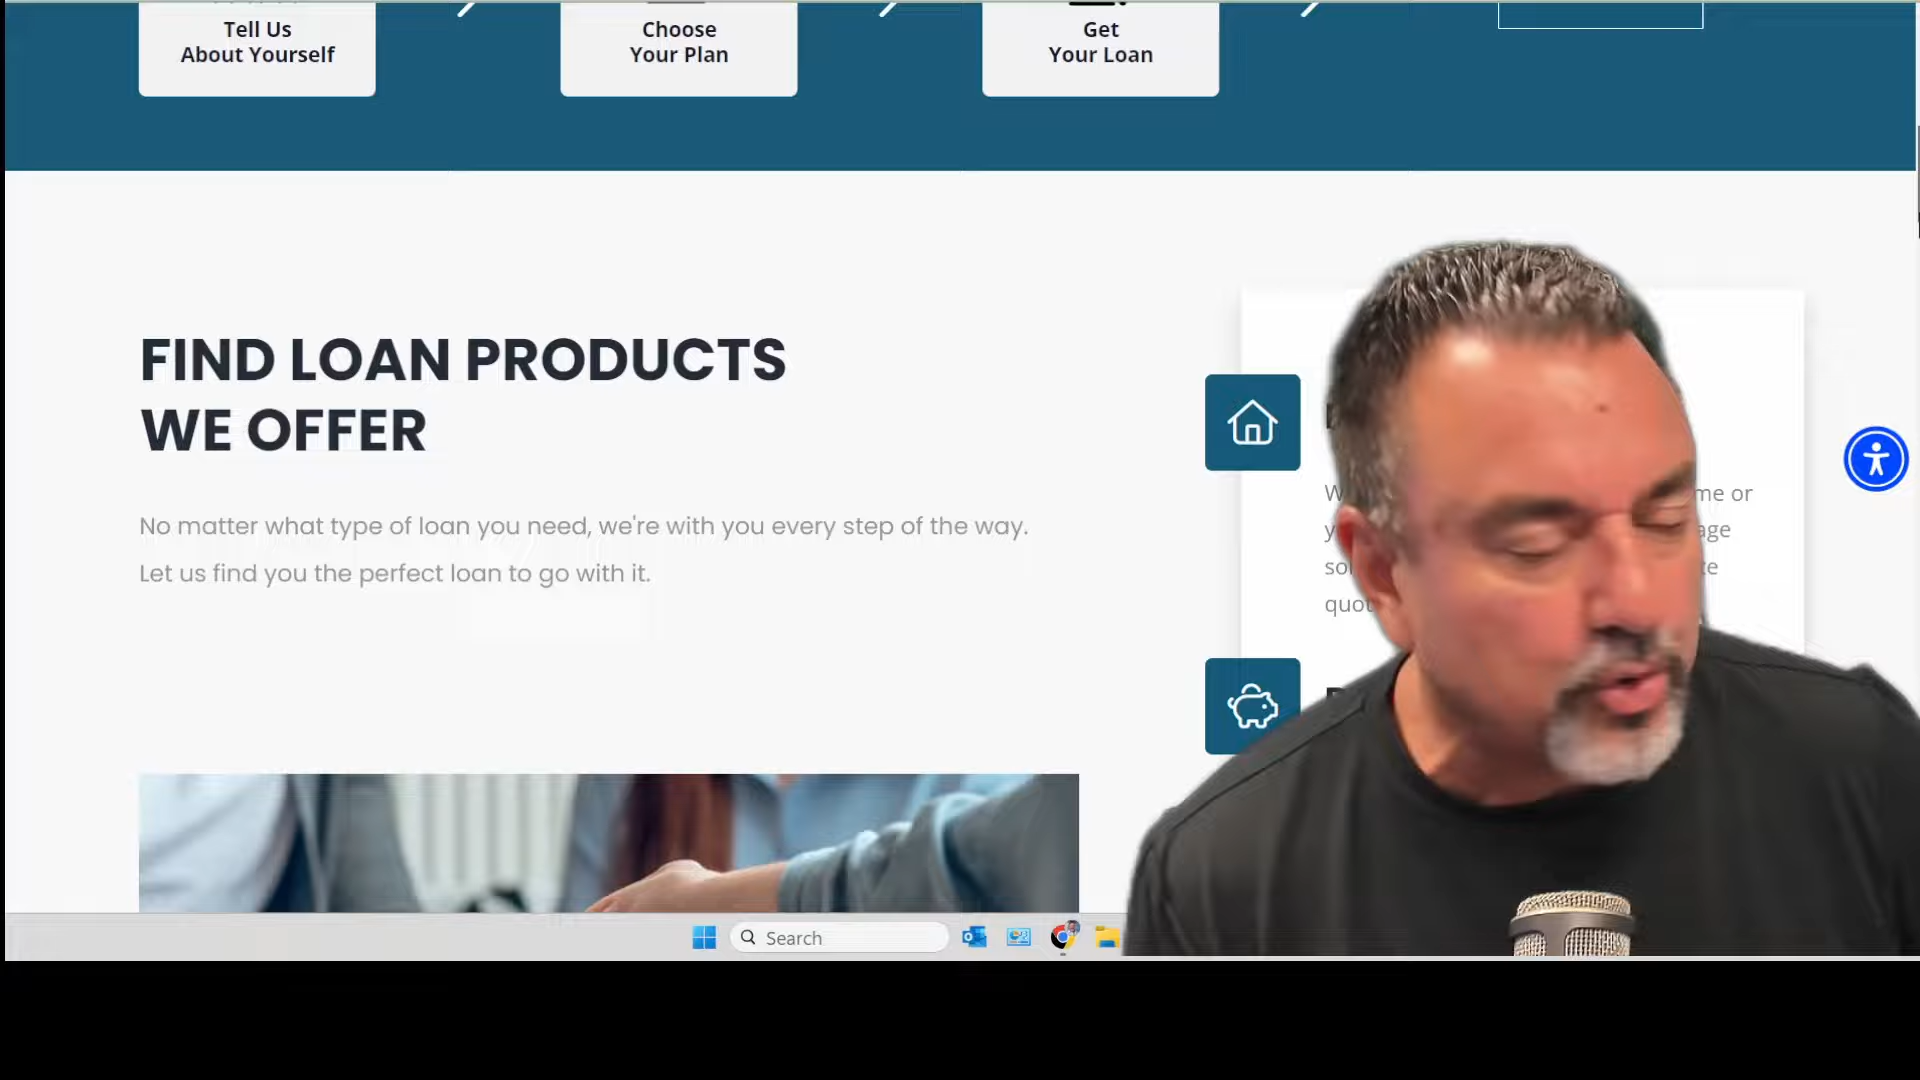 Tell Us
About Yourself
Choose
Your Plan
Get
Your Loan
FIND LOAN PRODUCTS
WE OFFER
No matter what type of loan you need, we're with you every step of the way.
Let us find you the perfect loan to go with it.
or
Search